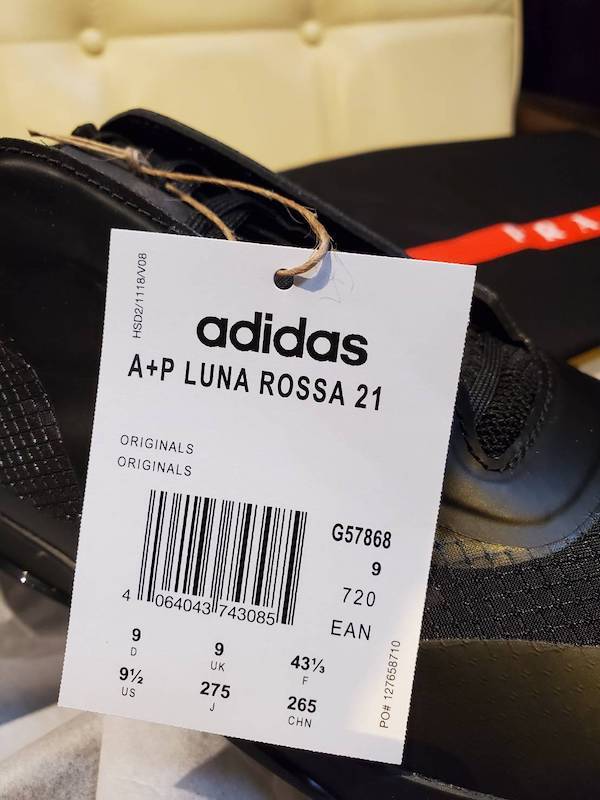 HSD2/1118/V08
adidas
A+P LUNA ROSSA 21
ORIGINALS
ORIGINALS
G57868
9
720
EAN
4 064043 743085
9 9 43⅓
D UK F
9½ 275 265
US J CHN
PO# 127658710
PRA